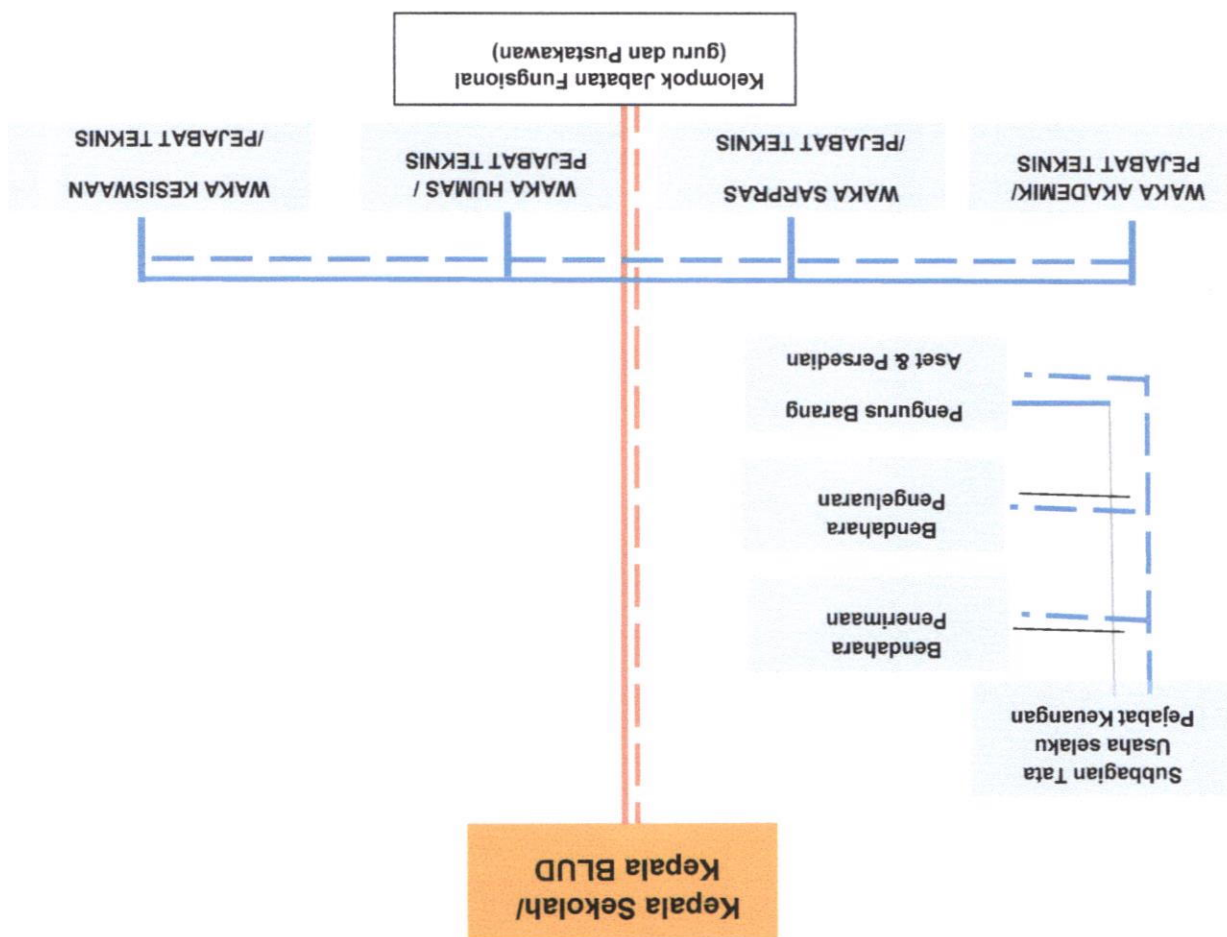 Kepala Sekolah/
Kepala BLUD
Subbagian Tata
Usaha selaku
Pejabat Keuangan
Bendahara
Penerimaan
Bendahara
Pengeluaran
Pengurus Barang
Aset & Persedian
WAKA AKADEMIK/
PEJABAT TEKNIS
WAKA SARPRAS
/PEJABAT TEKNIS
WAKA HUMAS /
PEJABAT TEKNIS
WAKA KESISWAAN
/PEJABAT TEKNIS
Kelompok Jabatan Fungsional
(guru dan Pustakawan)